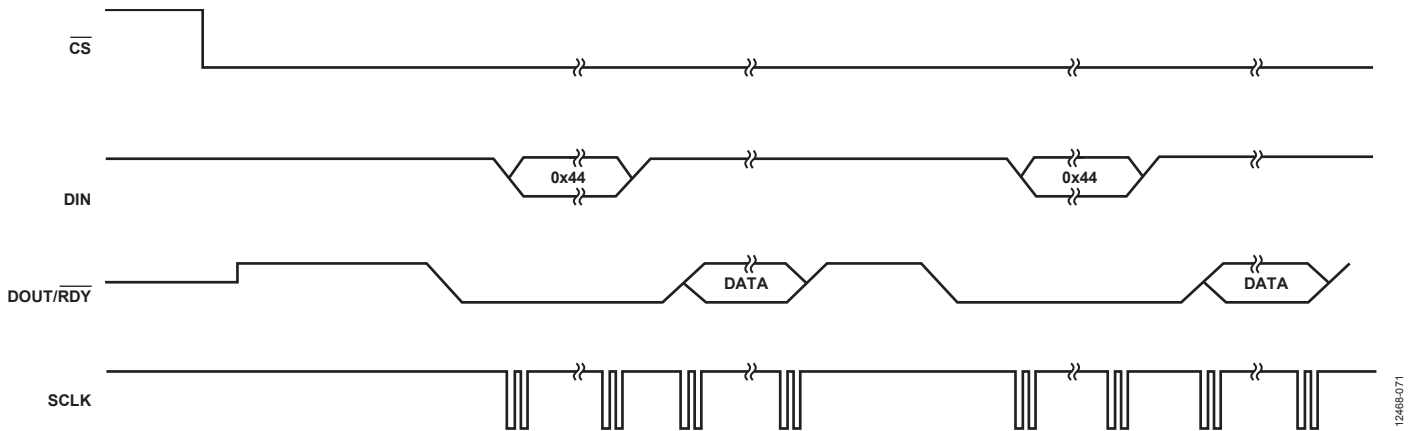 CS
DIN
0x44
0x44
DOUT/RDY
DATA
DATA
SCLK
12468-071